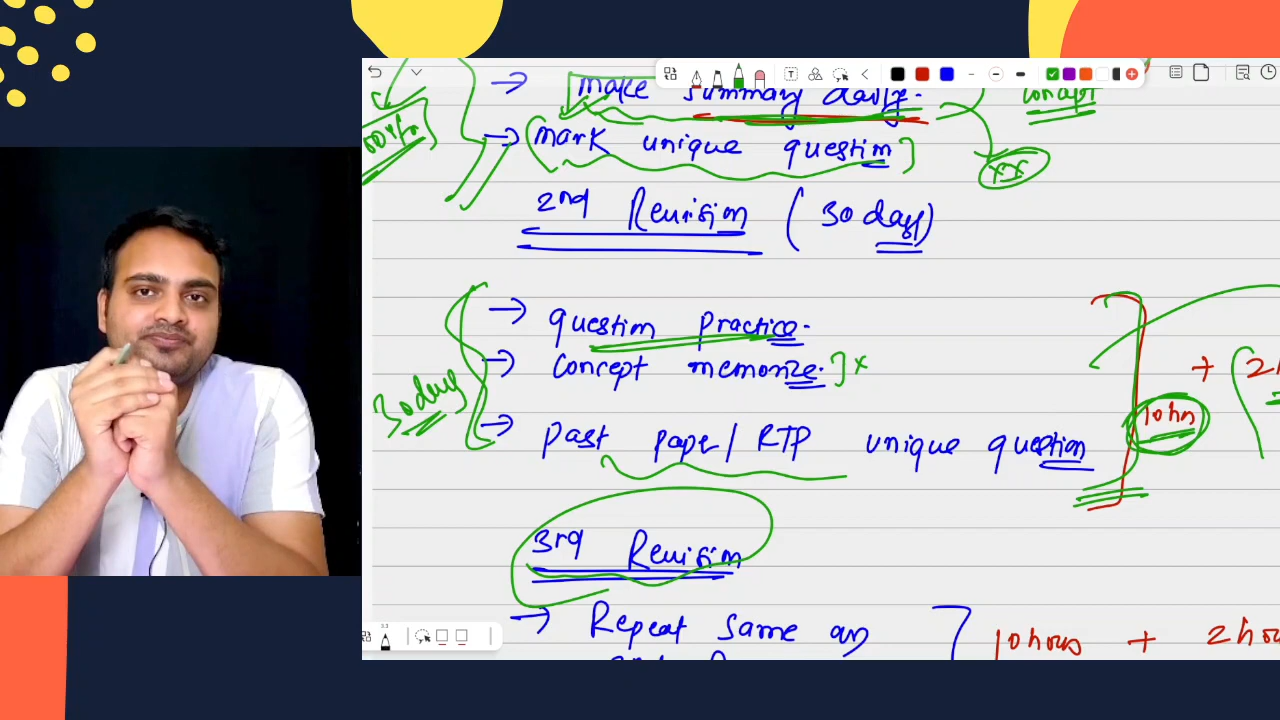 → make summary daily.
concept
→ (mark unique question]
xx
2nd Revision (30 days)
→ question practice.
→ concept memorize.] x
30 days
→ past paper/ RTP unique question
10 hrs
+
3rd Revision
→ Repeat same as
10 hours + 2 hou